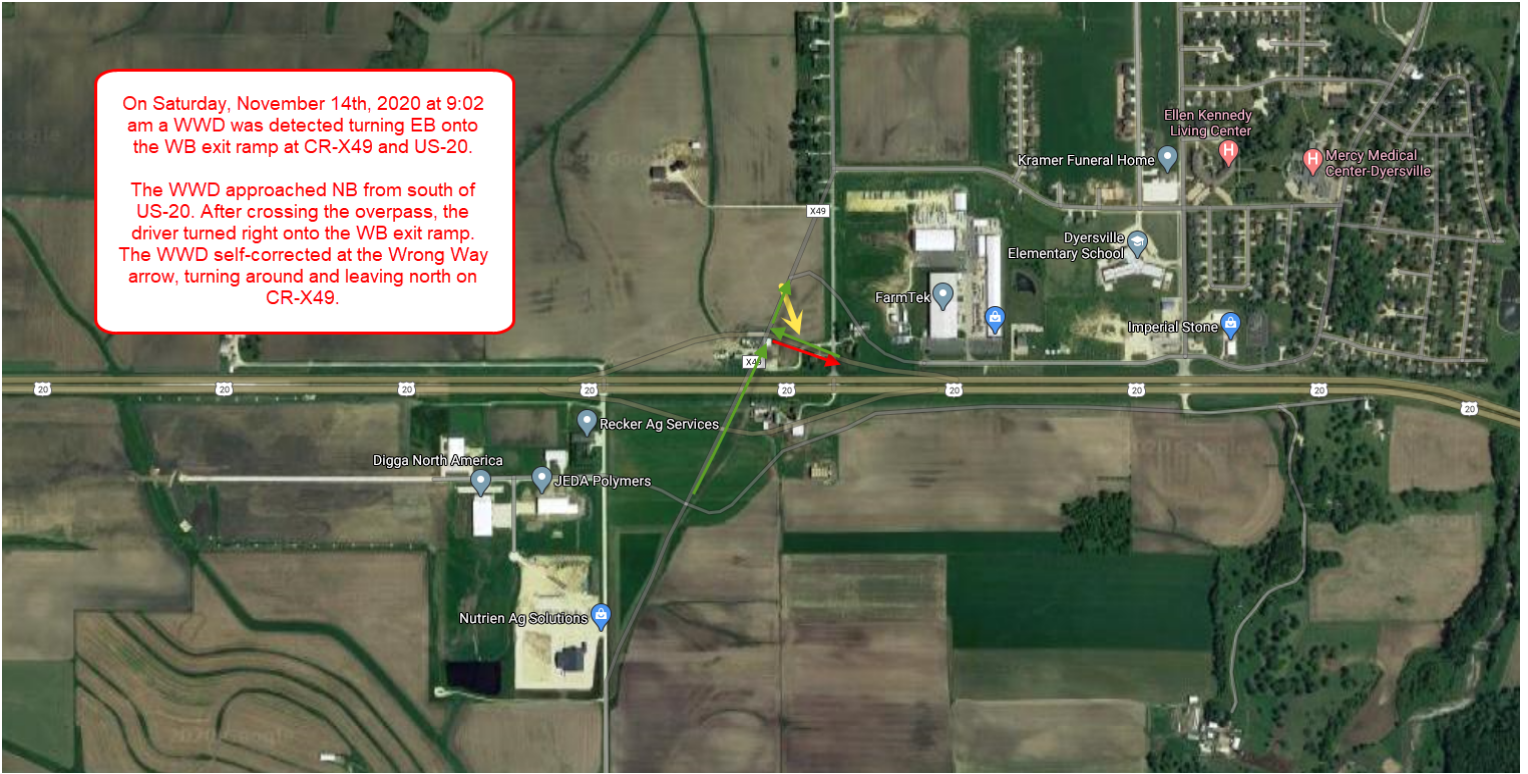 On Saturday, November 14th, 2020 at 9:02
am a WWD was detected turning EB onto
the WB exit ramp at CR-X49 and US-20.
The WWD approached NB from south of
US-20. After crossing the overpass, the
driver turned right onto the WB exit ramp.
The WWD self-corrected at the Wrong Way
arrow, turning around and leaving north on
CR-X49.
Ellen Kennedy
Living Center
Kramer Funeral Home
H
H
Mercy Medical
Center-Dyersville
X49
Dyersville
Elementary School
FarmTek
Imperial Stone
X49
20
20
20
20
20
20
20
20
20
Recker Ag Services
Digga North America
JEDA Polymers
Nutrien Ag Solutions
2020 Google